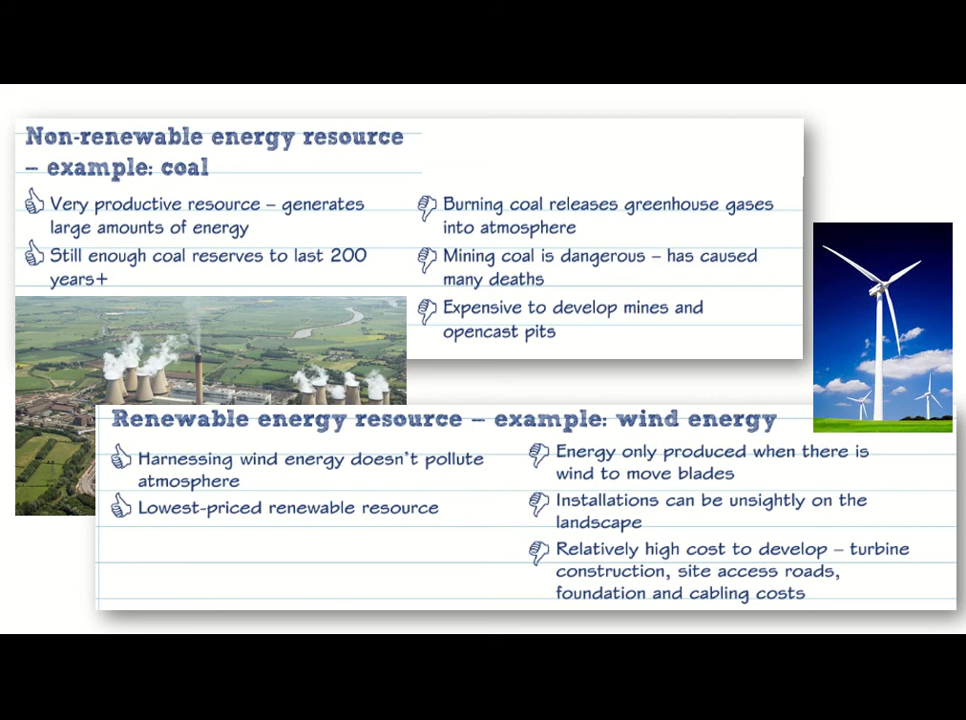 Non-renewable energy resource
– example: coal
Very productive resource – generates
large amounts of energy
Still enough coal reserves to last 200
years+
Burning coal releases greenhouse gases
into atmosphere
Mining coal is dangerous – has caused
many deaths
Expensive to develop mines and
opencast pits
Renewable energy resource – example: wind energy
Harnessing wind energy doesn't pollute
atmosphere
Lowest-priced renewable resource
Energy only produced when there is
wind to move blades
Installations can be unsightly on the
landscape
Relatively high cost to develop – turbine
construction, site access roads,
foundation and cabling costs